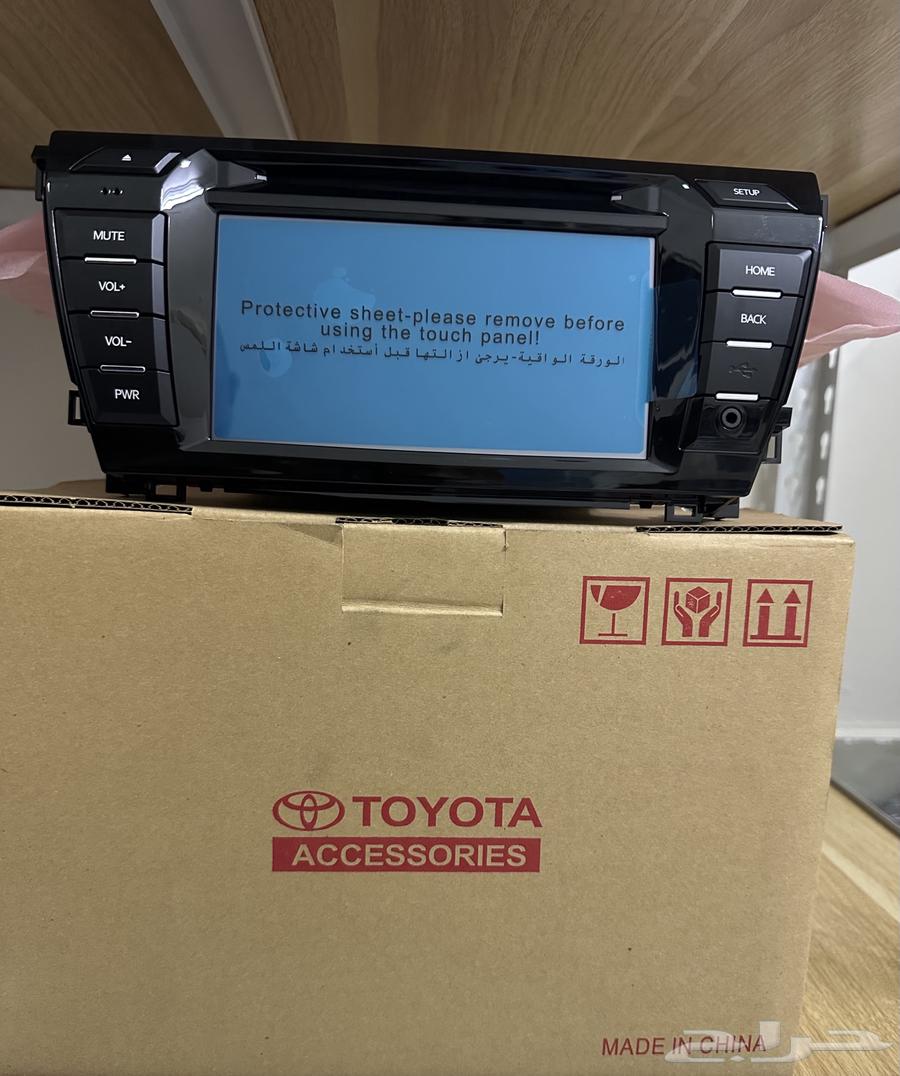 SETUP
MUTE
VOL+
VOL-
PWR
HOME
BACK
Protective sheet-please remove before
using the touch panel!
الورقة الواقية-يرجئ ازالتها قبل أستخدام شاشة اللمس
TOYOTA
ACCESSORIES
MADE IN CHINA
حراج